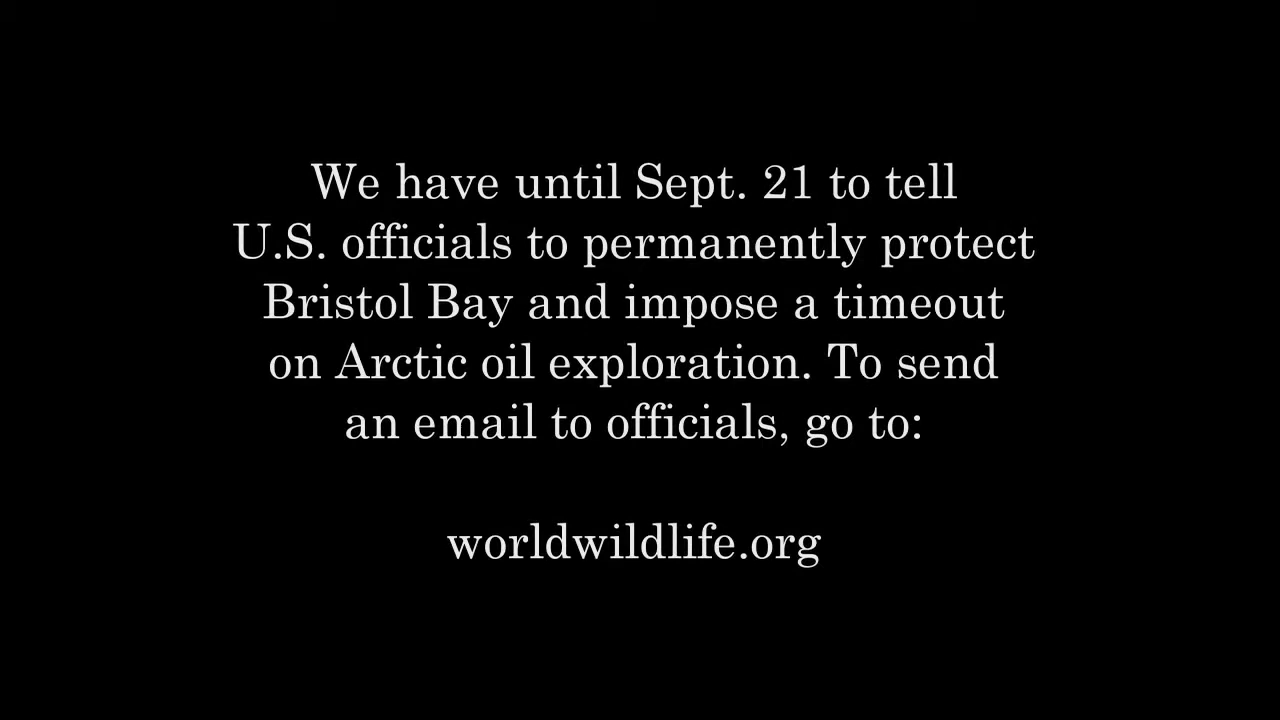 We have until Sept. 21 to tell
U.S. officials to permanently protect
Bristol Bay and impose a timeout
on Arctic oil exploration. To send
an email to officials, go to:
worldwildlife.org